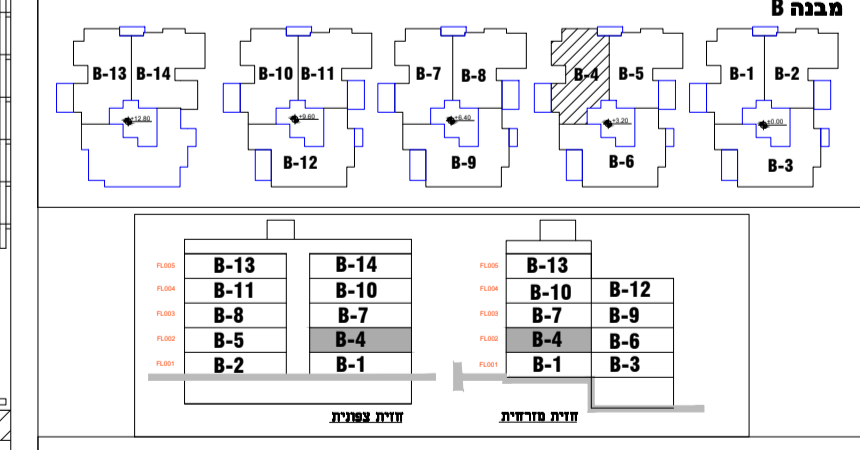 מבנה B
B-13 B-14 B-10 B-11 B-7 B-8 B-4 B-5 B-1 B-2
+12.80 +9.60 +6.40 +3.20 +0.00
B-12 B-9 B-6 B-3
FL005 B-13 B-14
FL004 B-11 B-10
FL003 B-8 B-7
FL002 B-5 B-4
FL001 B-2 B-1
חזית צפונית
FL005 B-13
FL004 B-10 B-12
FL003 B-7 B-9
FL002 B-4 B-6
FL001 B-1 B-3
חזית מזרחית